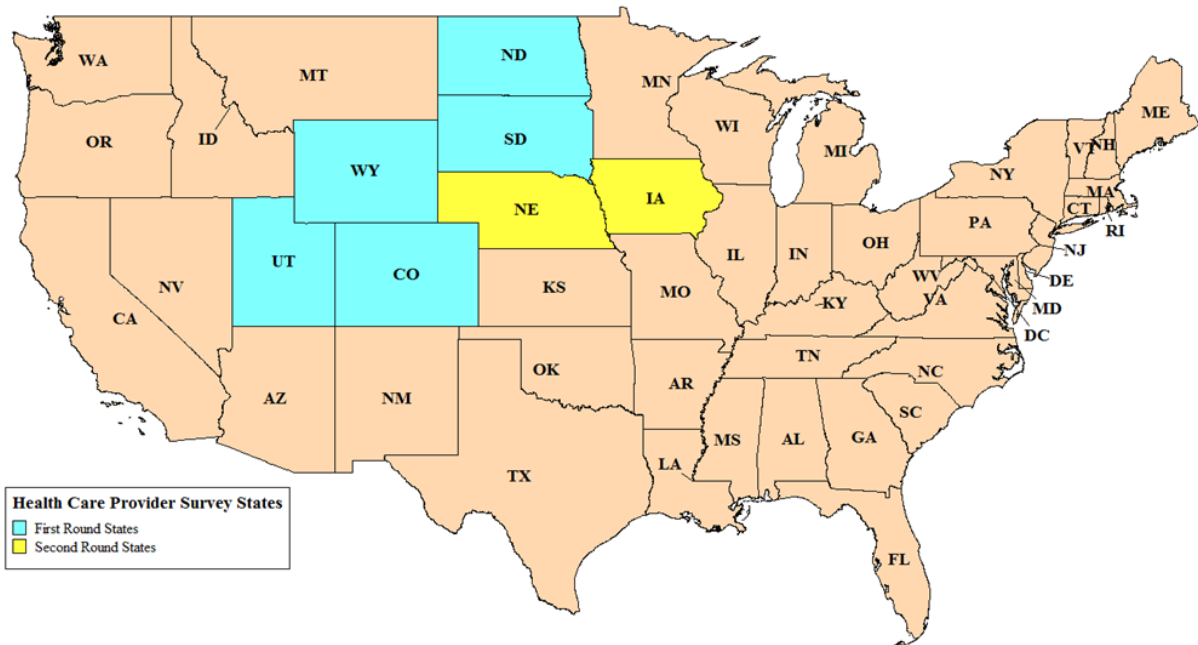 WA
MT
ND
MN
ME
OR
ID
SD
WI
MI
VT
NH
NY
WY
MA
CT
RI
NE
IA
PA
NJ
NV
UT
CO
IL
IN
OH
DE
WV
MD
CA
KS
MO
KY
VA
DC
TN
AZ
NM
OK
AR
NC
SC
MS
AL
GA
TX
LA
FL
Health Care Provider Survey States
First Round States
Second Round States